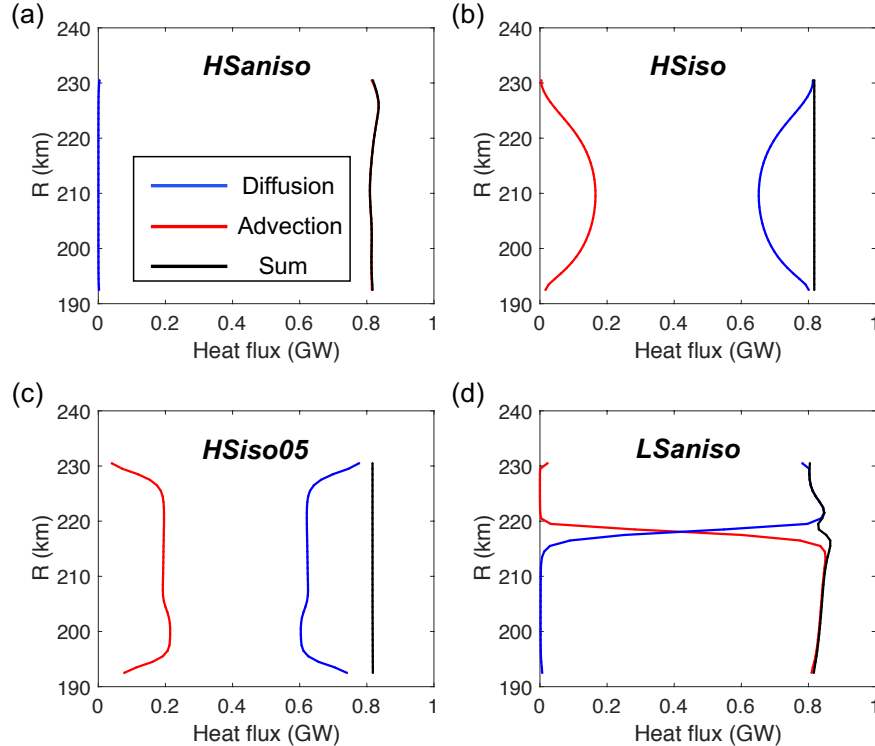 (a)
HSaniso
240
230
220
210
200
190
R (km)
Diffusion
Advection
Sum
0 0.2 0.4 0.6 0.8 1
Heat flux (GW)
(b)
HSiso
240
230
220
210
200
190
R (km)
0 0.2 0.4 0.6 0.8 1
Heat flux (GW)
(c)
HSiso05
240
230
220
210
200
190
R (km)
0 0.2 0.4 0.6 0.8 1
Heat flux (GW)
(d)
LSaniso
240
230
220
210
200
190
R (km)
0 0.2 0.4 0.6 0.8 1
Heat flux (GW)